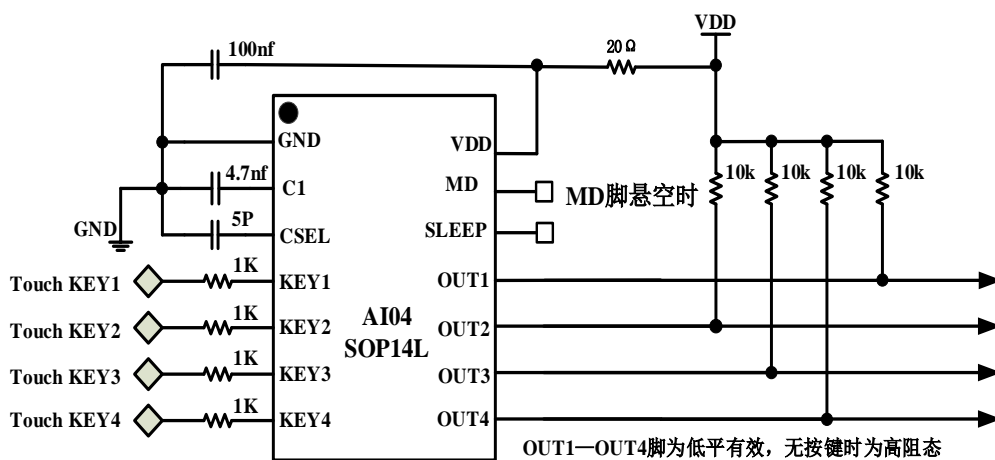 VDD
100nf
20Ω
GND
VDD
10k
10k
10k
10k
4.7nf
C1
MD
MD脚悬空时
5P
GND
CSEL
SLEEP
Touch KEY1
1K
KEY1
OUT1
Touch KEY2
1K
KEY2
AI04
SOP14L
OUT2
Touch KEY3
1K
KEY3
OUT3
Touch KEY4
1K
KEY4
OUT4
OUT1—OUT4脚为低平有效，无按键时为高阻态